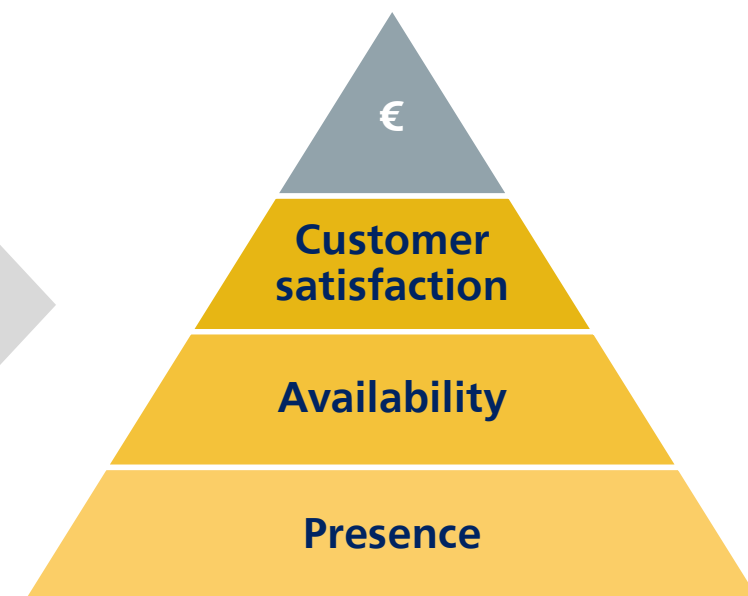 €
Customer
satisfaction
Availability
Presence